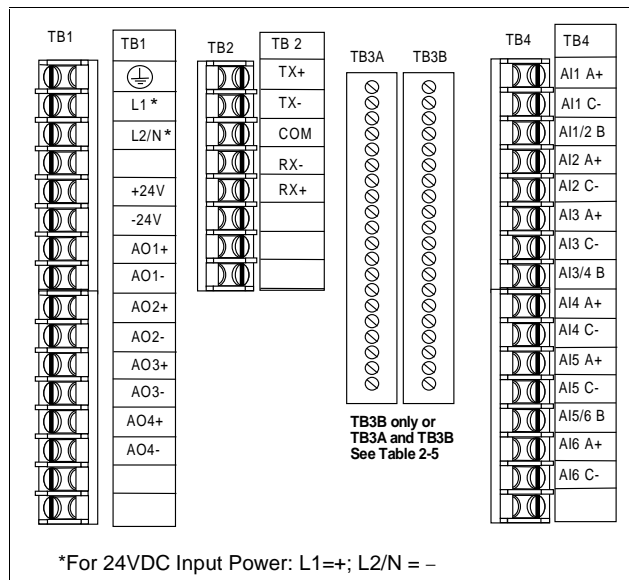 TB1
TB1
L1*
L2/N*
+24V
-24V
AO1+
AO1-
AO2+
AO2-
AO3+
AO3-
AO4+
AO4-
TB2
TB 2
TX+
TX-
COM
RX-
RX+
TB3A
TB3B
TB3B only or
TB3A and TB3B
See Table 2-5
TB4
TB4
AI1 A+
AI1 C-
AI1/2 B
AI2 A+
AI2 C-
AI3 A+
AI3 C-
AI3/4 B
AI4 A+
AI4 C-
AI5 A+
AI5 C-
AI5/6 B
AI6 A+
AI6 C-
*For 24VDC Input Power: L1=+; L2/N = –